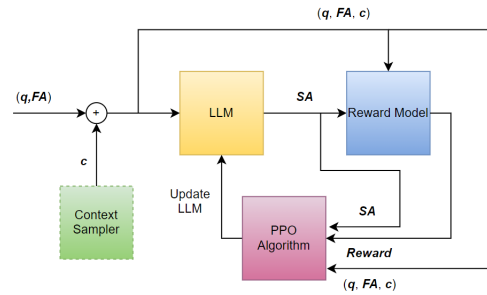 (q, FA, c)
(q,FA)
+
LLM
SA
Reward Model
c
Update
LLM
Context
Sampler
PPO
Algorithm
SA
Reward
(q, FA, c)